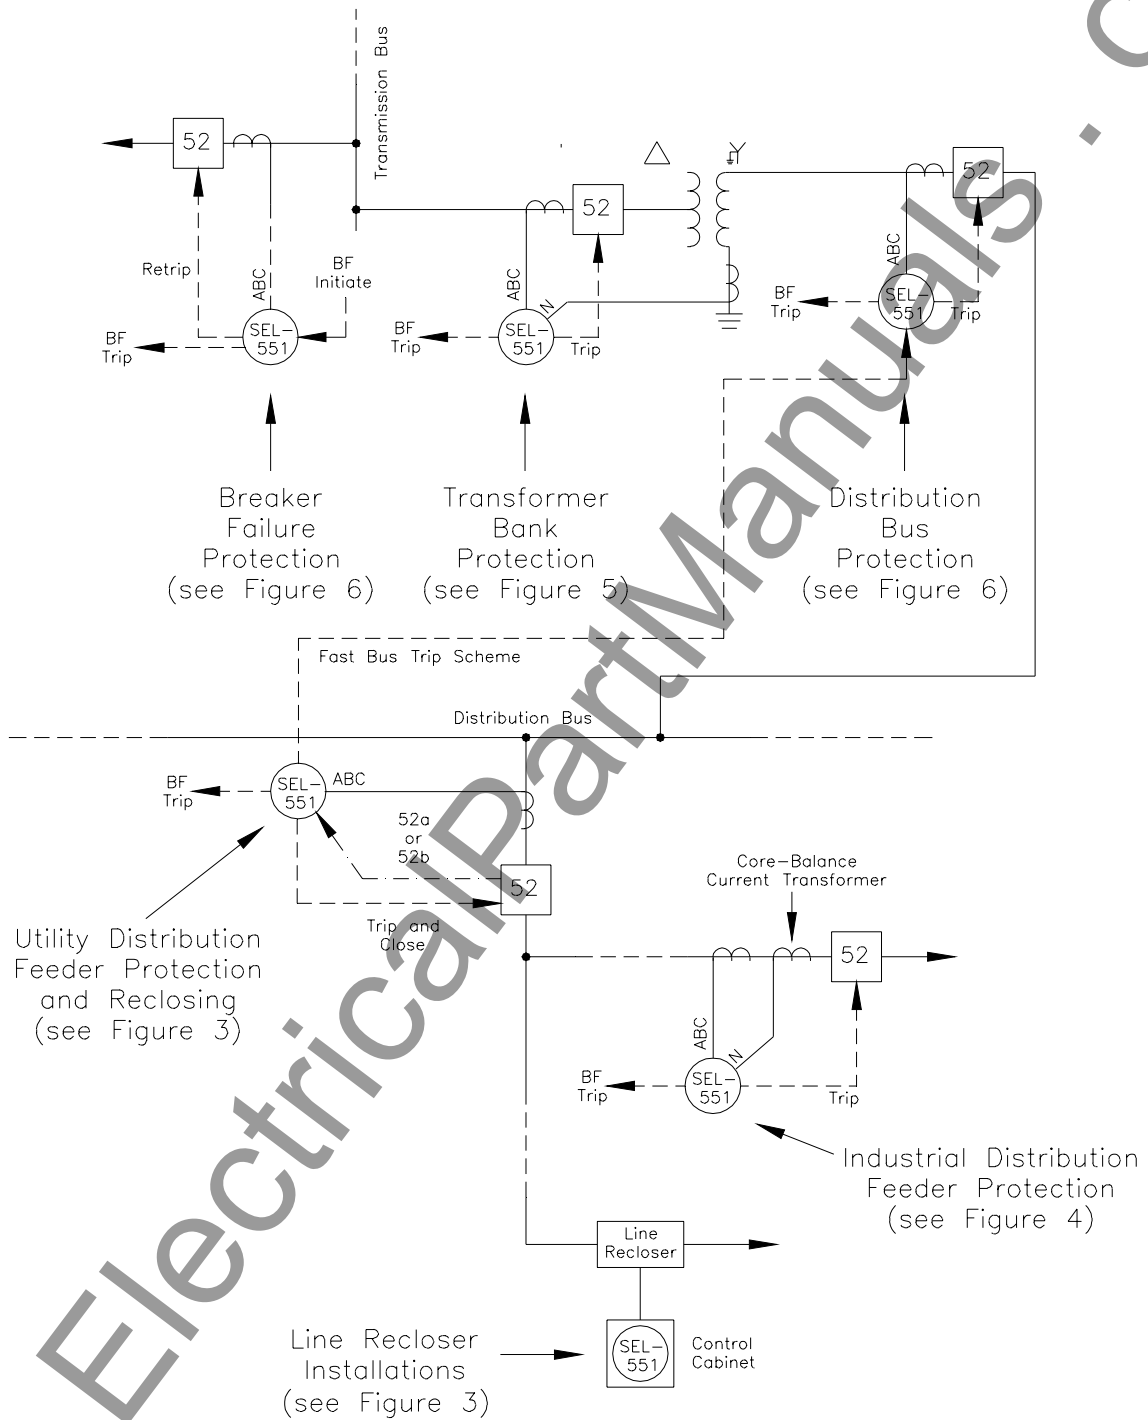 Transmission Bus
52
Retrip
ABC
BF
Initiate
SEL-
551
BF
Trip
Breaker
Failure
Protection
(see Figure 6)
52
Y
ABC
N
BF
Trip
SEL-
551
Trip
Transformer
Bank
Protection
(see Figure 5)
52
ABC
BF
Trip
SEL-
551
Trip
Distribution
Bus
Protection
(see Figure 6)
Fast Bus Trip Scheme
Distribution Bus
BF
Trip
SEL-
551
ABC
52a
or
52b
52
Trip and
Close
Utility Distribution
Feeder Protection
and Reclosing
(see Figure 3)
Core-Balance
Current Transformer
52
ABC
N
BF
Trip
SEL-
551
Trip
Industrial Distribution
Feeder Protection
(see Figure 4)
Line
Recloser
SEL-
551
Control
Cabinet
Line Recloser
Installations
(see Figure 3)
ElectricalPartManuals . c